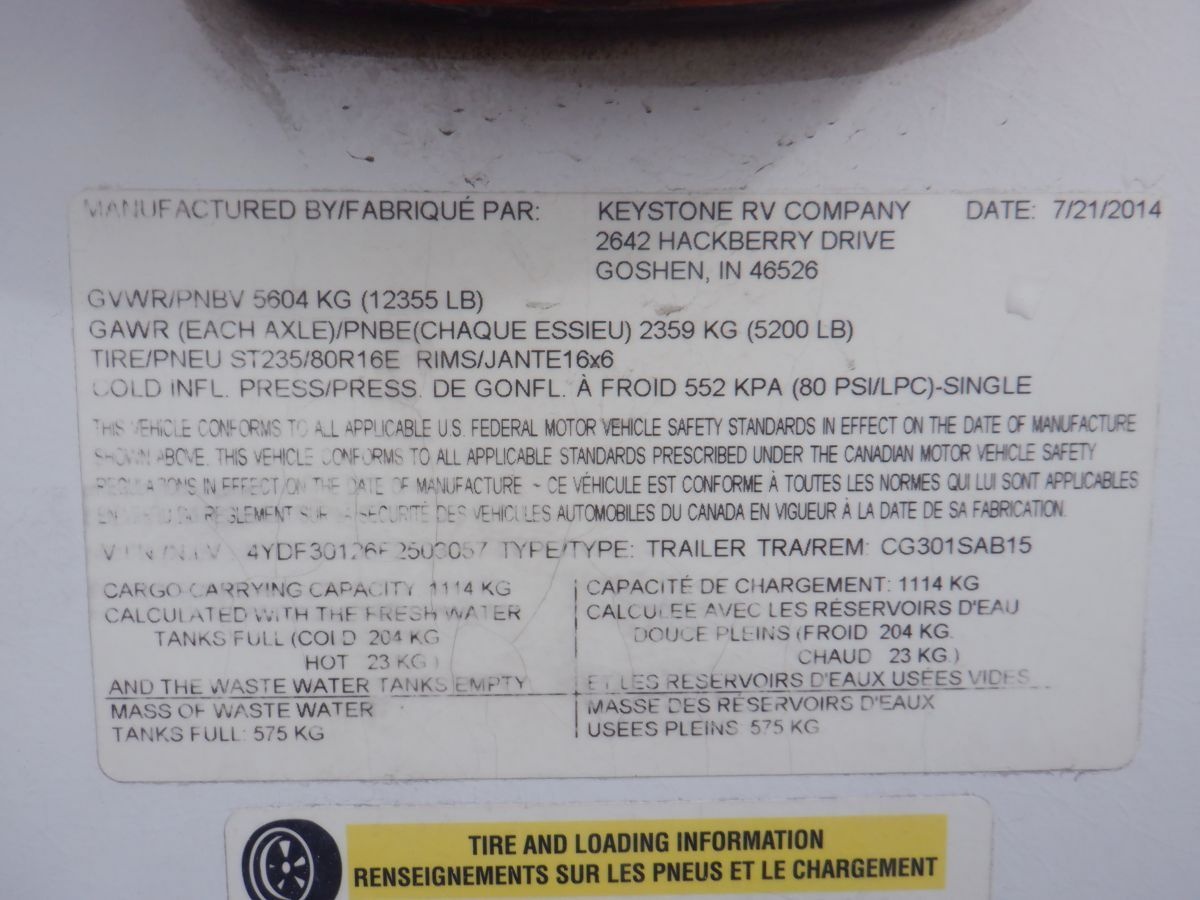 MANUFACTURED BY/FABRIQUÉ PAR: KEYSTONE RV COMPANY DATE: 7/21/2014
2642 HACKBERRY DRIVE
GOSHEN, IN 46526
GVWR/PNBV 5604 KG (12355 LB)
GAWR (EACH AXLE)/PNBE(CHAQUE ESSIEU) 2359 KG (5200 LB)
TIRE/PNEU ST235/80R16E RIMS/JANTE16x6
COLD INFL. PRESS/PRESS. DE GONFL. À FROID 552 KPA (80 PSI/LPC)-SINGLE
THIS VEHICLE CONFORMS TO ALL APPLICABLE U.S. FEDERAL MOTOR VEHICLE SAFETY STANDARDS IN EFFECT ON THE DATE OF MANUFACTURE
SHOWN ABOVE. THIS VEHICLE CONFORMS TO ALL APPLICABLE STANDARDS PRESCRIBED UNDER THE CANADIAN MOTOR VEHICLE SAFETY
REGULATIONS IN EFFECT ON THE DATE OF MANUFACTURE - CE VÉHICULE EST CONFORME À TOUTES LES NORMES QUI LUI SONT APPLICABLES
EN VERTU DU RÈGLEMENT SUR LA SÉCURITÉ DES VÉHICULES AUTOMOBILES DU CANADA EN VIGUEUR À LA DATE DE SA FABRICATION.
TYPE/TYPE: TRAILER TRA/REM: CG301SAB15
CARGO CARRYING CAPACITY 1114 KG
CALCULATED WITH THE FRESH WATER
TANKS FULL (COLD 204 KG
HOT 23 KG )
AND THE WASTE WATER TANKS EMPTY
MASS OF WASTE WATER
TANKS FULL: 575 KG
CAPACITÉ DE CHARGEMENT: 1114 KG
CALCULÉE AVEC LES RÉSERVOIRS D'EAU
DOUCE PLEINS (FROID 204 KG.
CHAUD 23 KG.)
ET LES RÉSERVOIRS D'EAUX USÉES VIDES
MASSE DES RÉSERVOIRS D'EAUX
USÉES PLEINS 575 KG
TIRE AND LOADING INFORMATION
RENSEIGNEMENTS SUR LES PNEUS ET LE CHARGEMENT